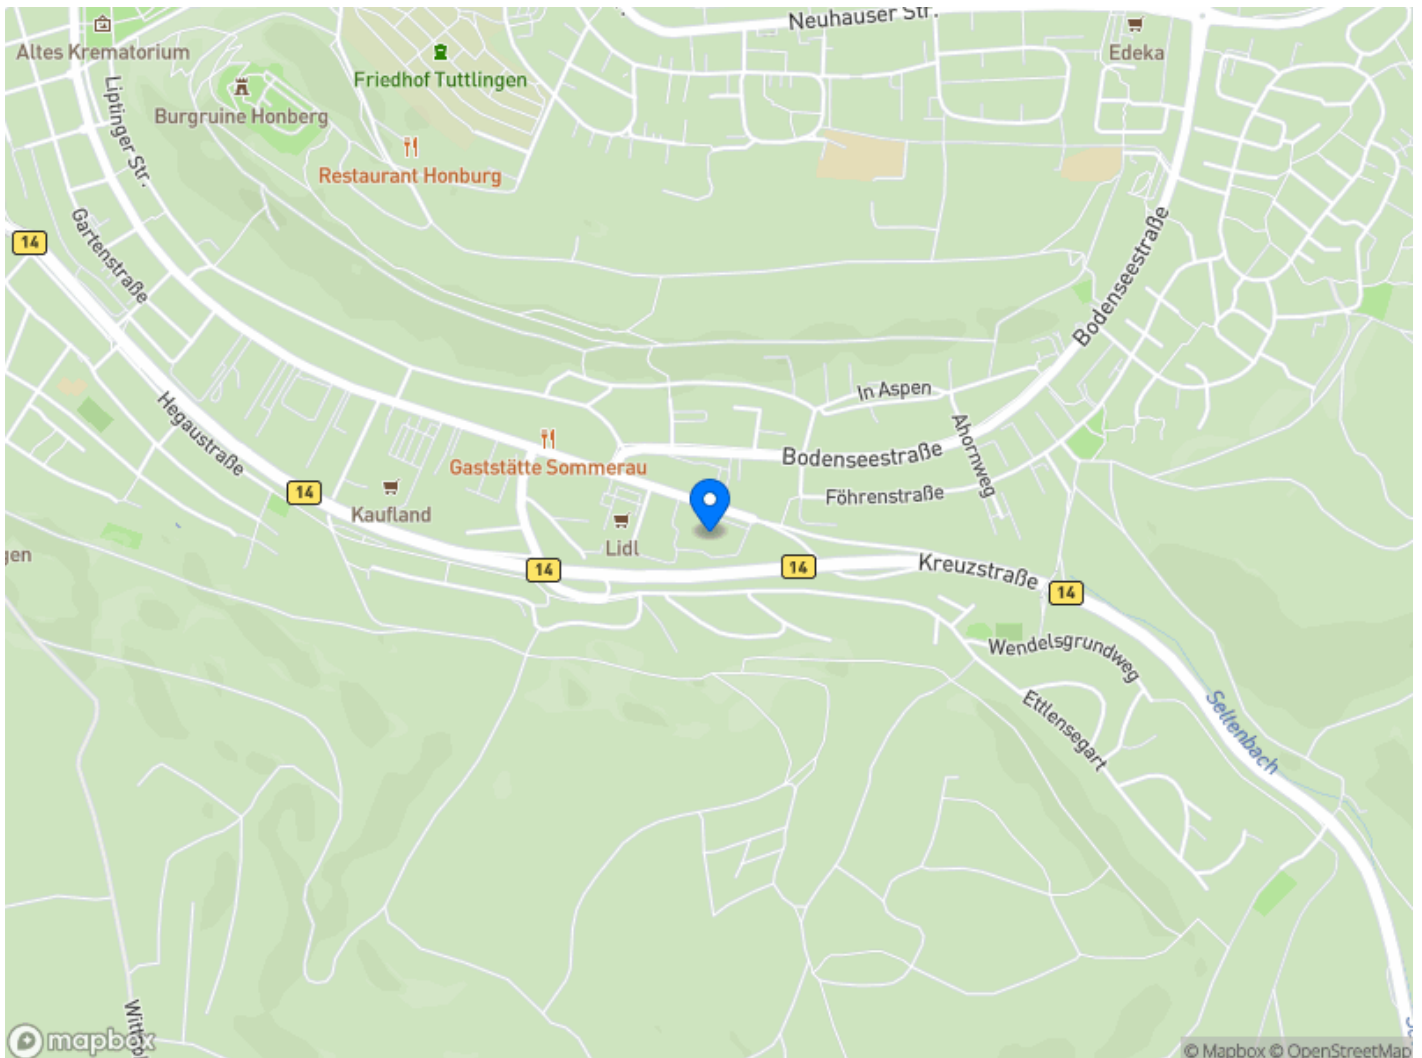 Neuhauser Str.
Edeka
Altes Krematorium
Friedhof Tuttlingen
Liptinger Str.
Burgruine Honberg
Restaurant Honburg
14
Gartenstraße
Bodenseestraße
In Aspen
Hegaustraße
Ahornweg
Gaststätte Sommerau
Bodenseestraße
14
Föhrenstraße
Kaufland
Lidl
14
14
Kreuzstraße
14
Wendelsgrundweg
Ettlensegart
Seltenbach
mapbox
© Mapbox © OpenStreetMap